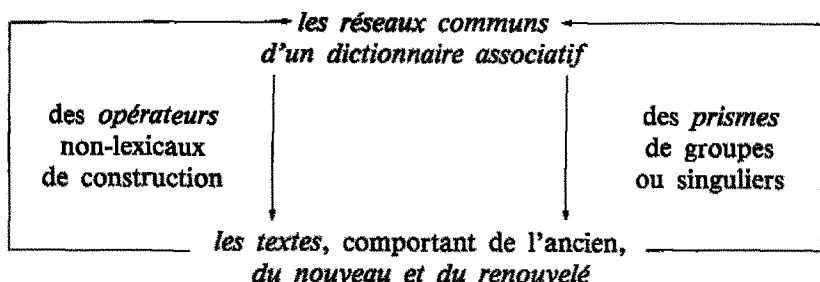 les réseaux communs
d'un dictionnaire associatif
des opérateurs
non-lexicaux
de construction
des prismes
de groupes
ou singuliers
les textes, comportant de l'ancien,
du nouveau et du renouvelé